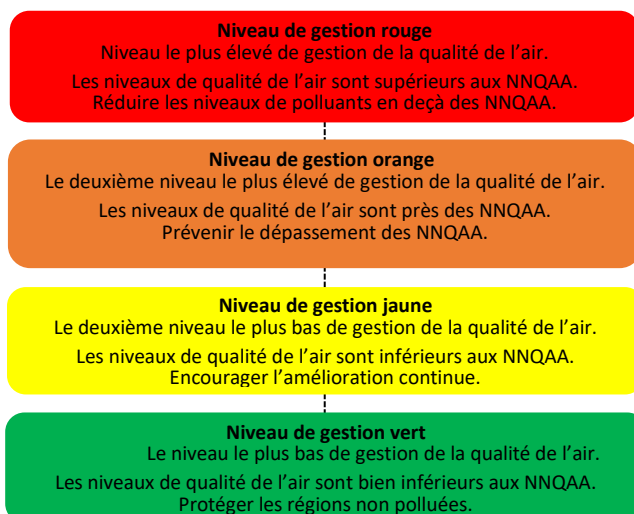 Niveau de gestion rouge
Niveau le plus élevé de gestion de la qualité de l’air.
Les niveaux de qualité de l’air sont supérieurs aux NNQAA.
Réduire les niveaux de polluants en deçà des NNQAA.
Niveau de gestion orange
Le deuxième niveau le plus élevé de gestion de la qualité de l’air.
Les niveaux de qualité de l’air sont près des NNQAA.
Prévenir le dépassement des NNQAA.
Niveau de gestion jaune
Le deuxième niveau le plus bas de gestion de la qualité de l’air.
Les niveaux de qualité de l’air sont inférieurs aux NNQAA.
Encourager l’amélioration continue.
Niveau de gestion vert
Le niveau le plus bas de gestion de la qualité de l’air.
Les niveaux de qualité de l’air sont bien inférieurs aux NNQAA.
Protéger les régions non polluées.